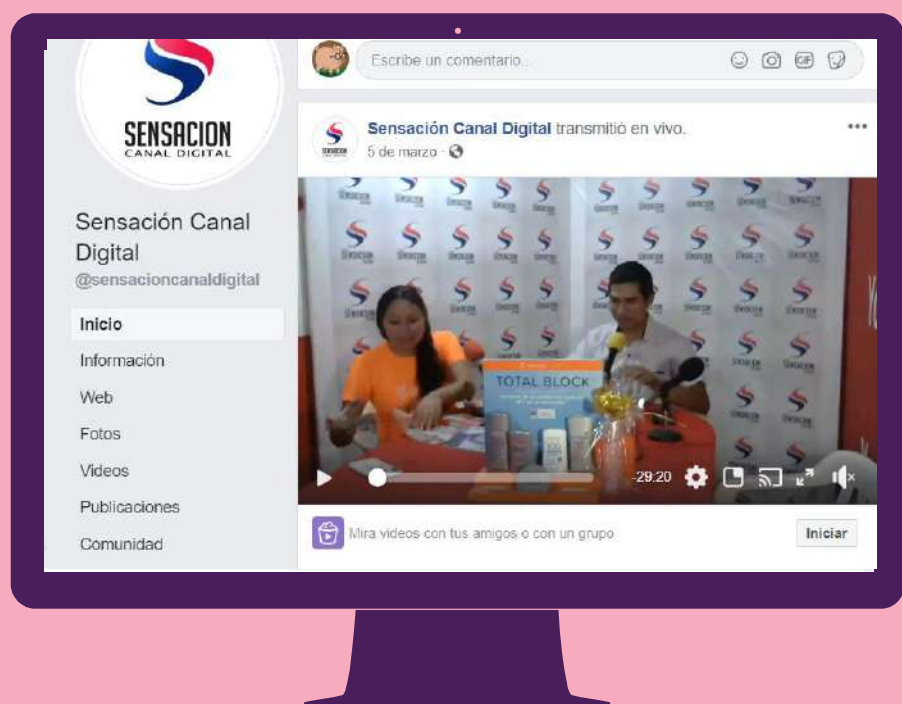 SENSACION
CANAL DIGITAL
Sensación Canal
Digital
@sensacioncanaldigital
Inicio
Información
Web
Fotos
Videos
Publicaciones
Comunidad
Escribe un comentario...
GIF
Sensación Canal Digital transmitió en vivo.
5 de marzo ·
TOTAL BLOCK
100
-29:20
Mira videos con tus amigos o con un grupo
Iniciar